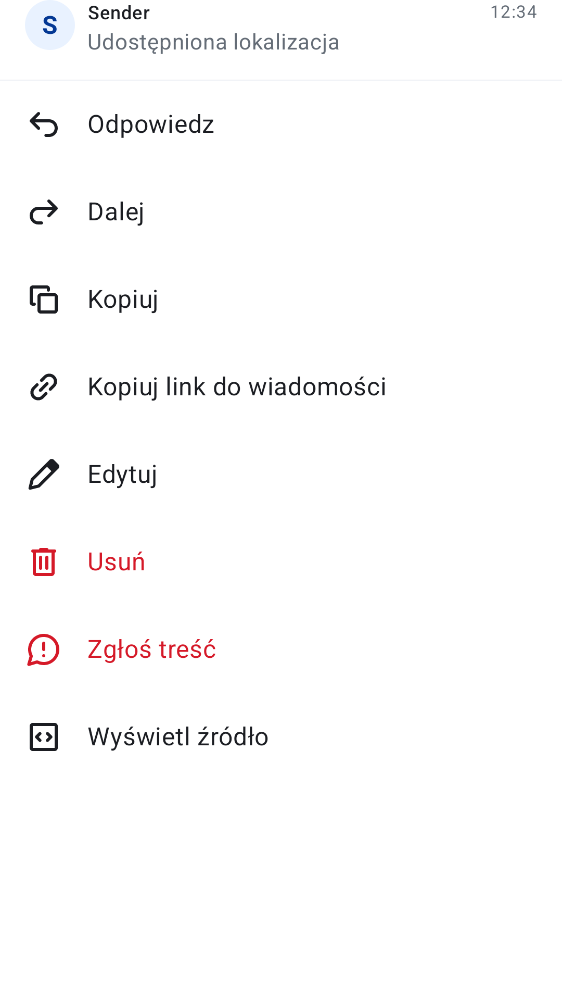 S
Sender
12:34
Udostępniona lokalizacja
Odpowiedz
Dalej
Kopiuj
Kopiuj link do wiadomości
Edytuj
Usuń
Zgłoś treść
Wyświetl źródło